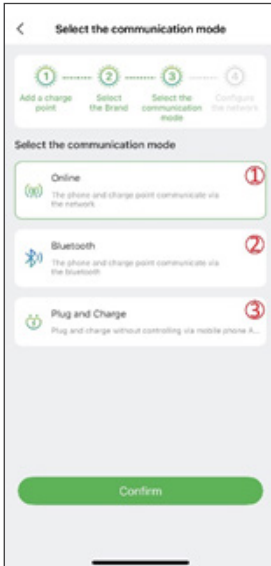 Select the communication mode
1 2 3 4
Add a charge point
Select the Brand
Select the communication mode
Configure the network
Select the communication mode
Online
①
The phone and charge point communicate via
the network
Bluetooth
②
The phone and charge point communicate via
the bluetooth
Plug and Charge
③
Plug and charge without controlling via mobile phone A...
Confirm